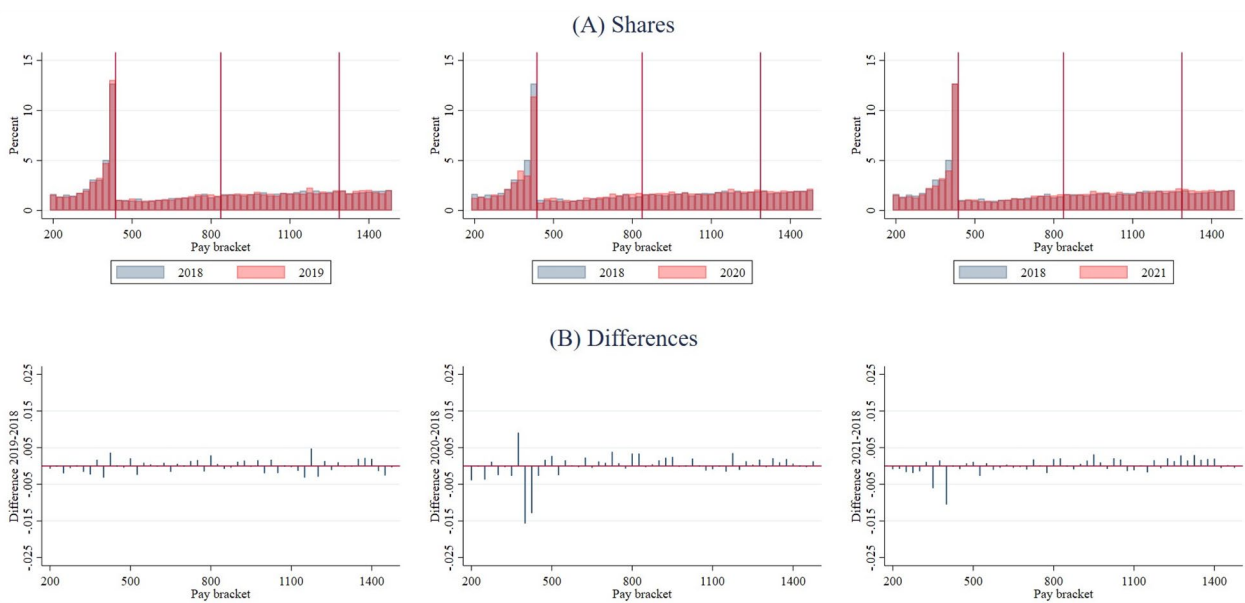 (A) Shares
Percent
15
10
5
0
200 500 800 1100 1400
Pay bracket
2018 2019
Percent
15
10
5
0
200 500 800 1100 1400
Pay bracket
2018 2020
Percent
15
10
5
0
200 500 800 1100 1400
Pay bracket
2018 2021
(B) Differences
Difference 2019-2018
.025
.015
.005
-.005
-.015
-.025
200 500 800 1100 1400
Pay bracket
Difference 2020-2018
.025
.015
.005
-.005
-.015
-.025
200 500 800 1100 1400
Pay bracket
Difference 2021-2018
.025
.015
.005
-.005
-.015
-.025
200 500 800 1100 1400
Pay bracket